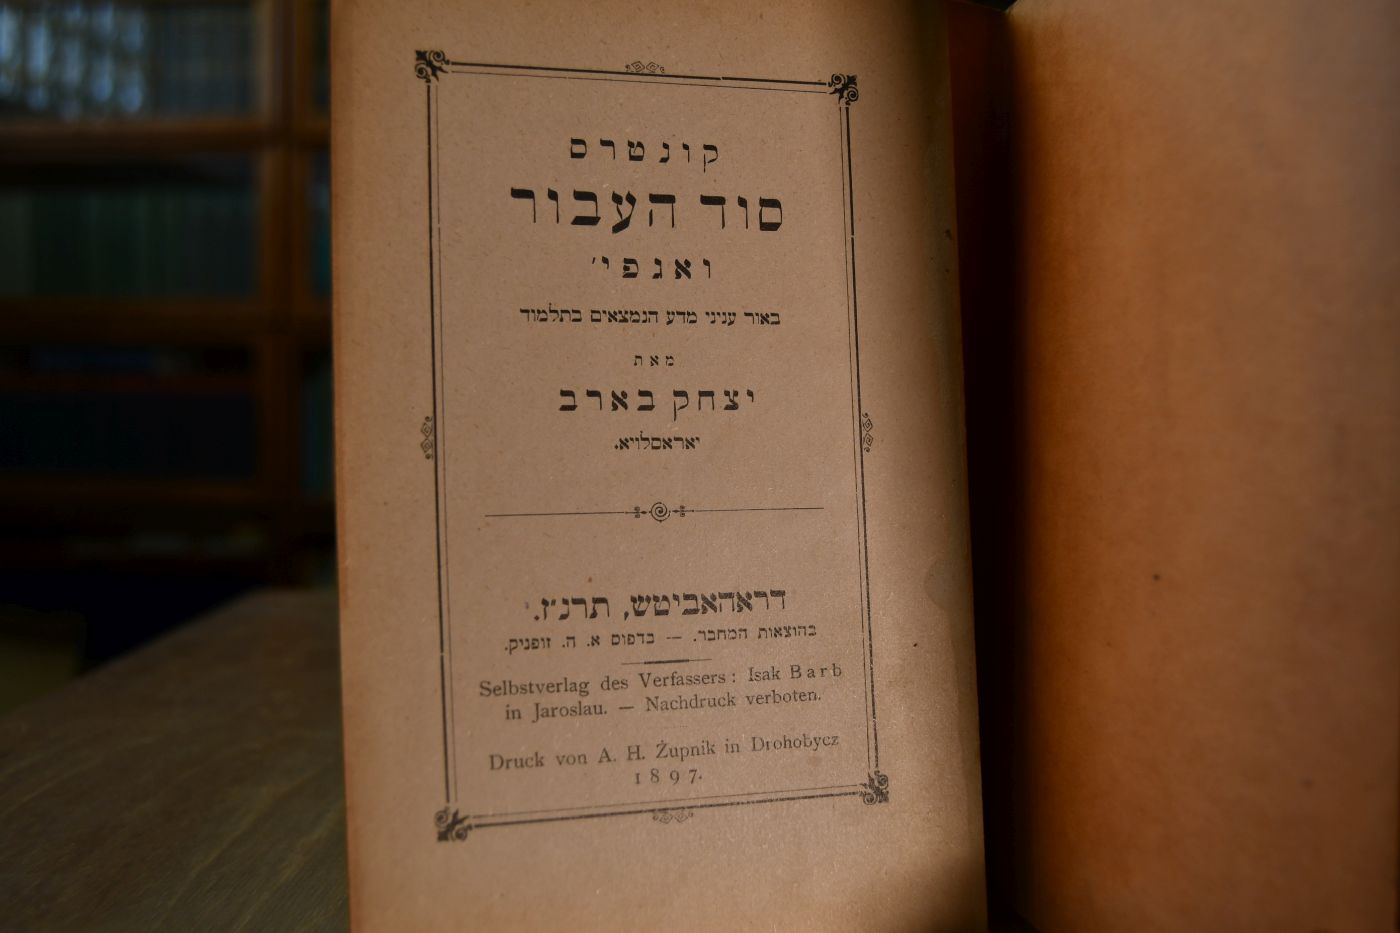 קונטרס
סוד העבור
ואגפי׳
באור עניני מדע הנמצאים בתלמוד
מאת
יצחק בארב
יאראסלויא.
דראהאביטש, תרנ״ז.
בהוצאות המחבר. — בדפוס א. ה. זופניק.
Selbstverlag des Verfassers: Isak Barb
in Jaroslau. — Nachdruck verboten.
Druck von A. H. Żupnik in Drohobycz
1897.